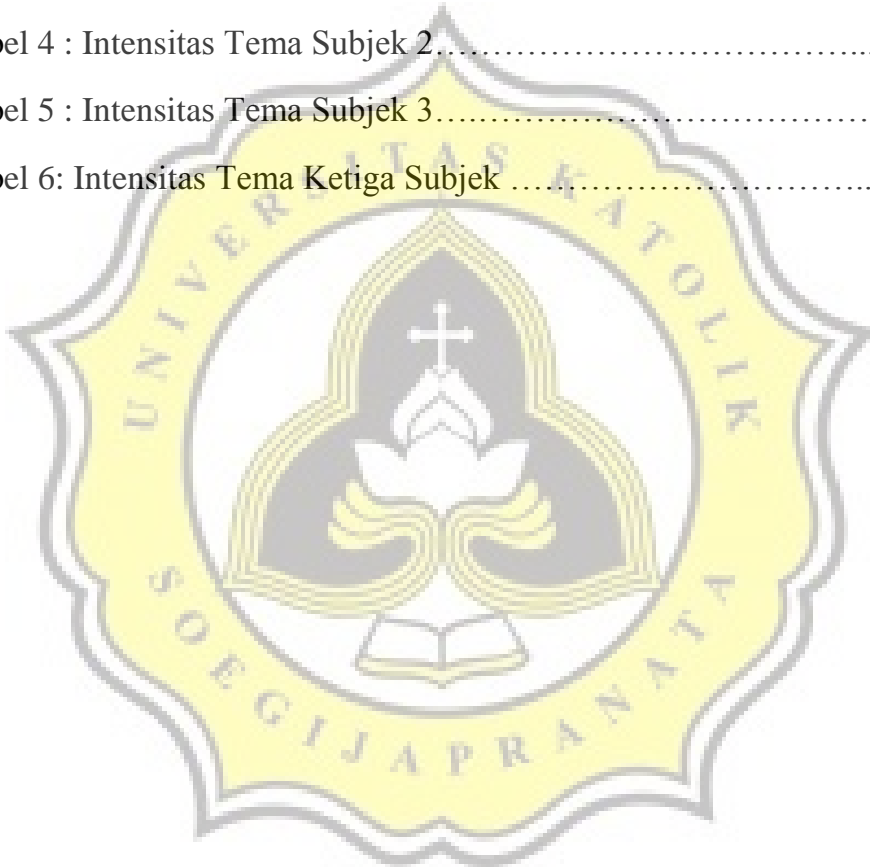 bel 4 : Intensitas Tema Subjek 2…………………………………...
bel 5 : Intensitas Tema Subjek 3….………………………………
bel 6: Intensitas Tema Ketiga Subjek ……………………………..
UNIVERSITAS KATOLIK
SOEGIJAPRANATA